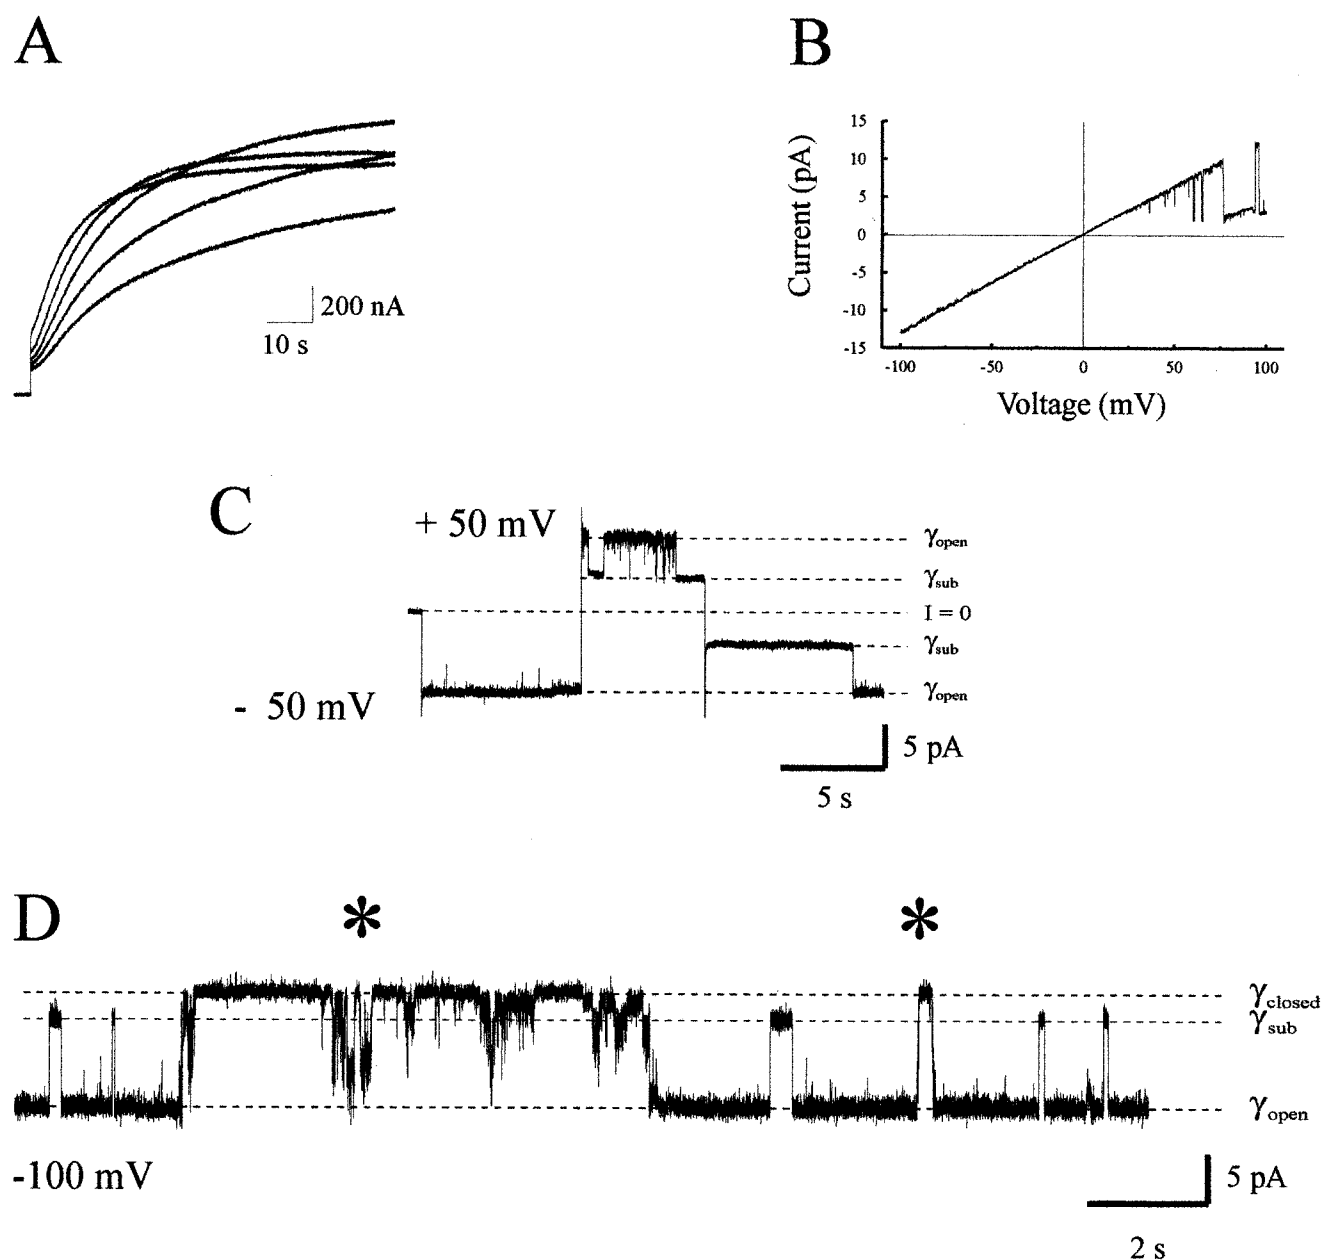 A
200 nA
10 s
B
15
10
5
0
-5
-10
-15
Current (pA)
-100
-50
0
50
100
Voltage (mV)
C
+ 50 mV
γopen
γsub
I = 0
γsub
γopen
- 50 mV
5 pA
5 s
D
* *
γclosed
γsub
γopen
-100 mV
5 pA
2 s